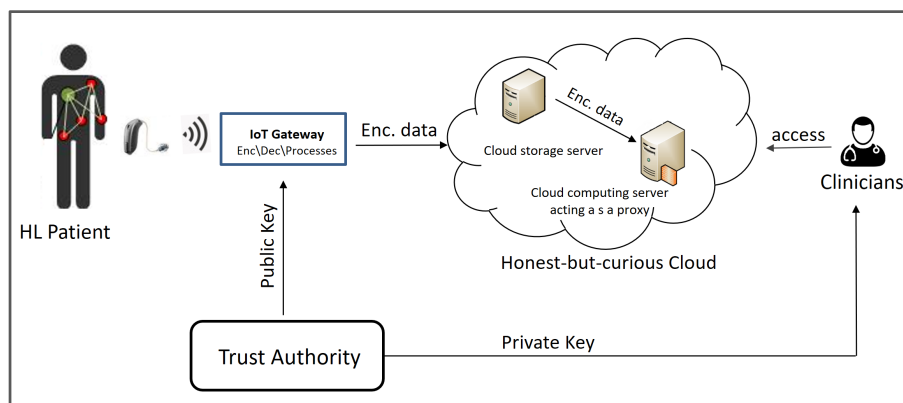 HL Patient
IoT Gateway
Enc\Dec\Processes
Enc. data
Cloud storage server
Enc. data
Cloud computing server
acting a s a proxy
Honest-but-curious Cloud
access
Clinicians
Public Key
Trust Authority
Private Key